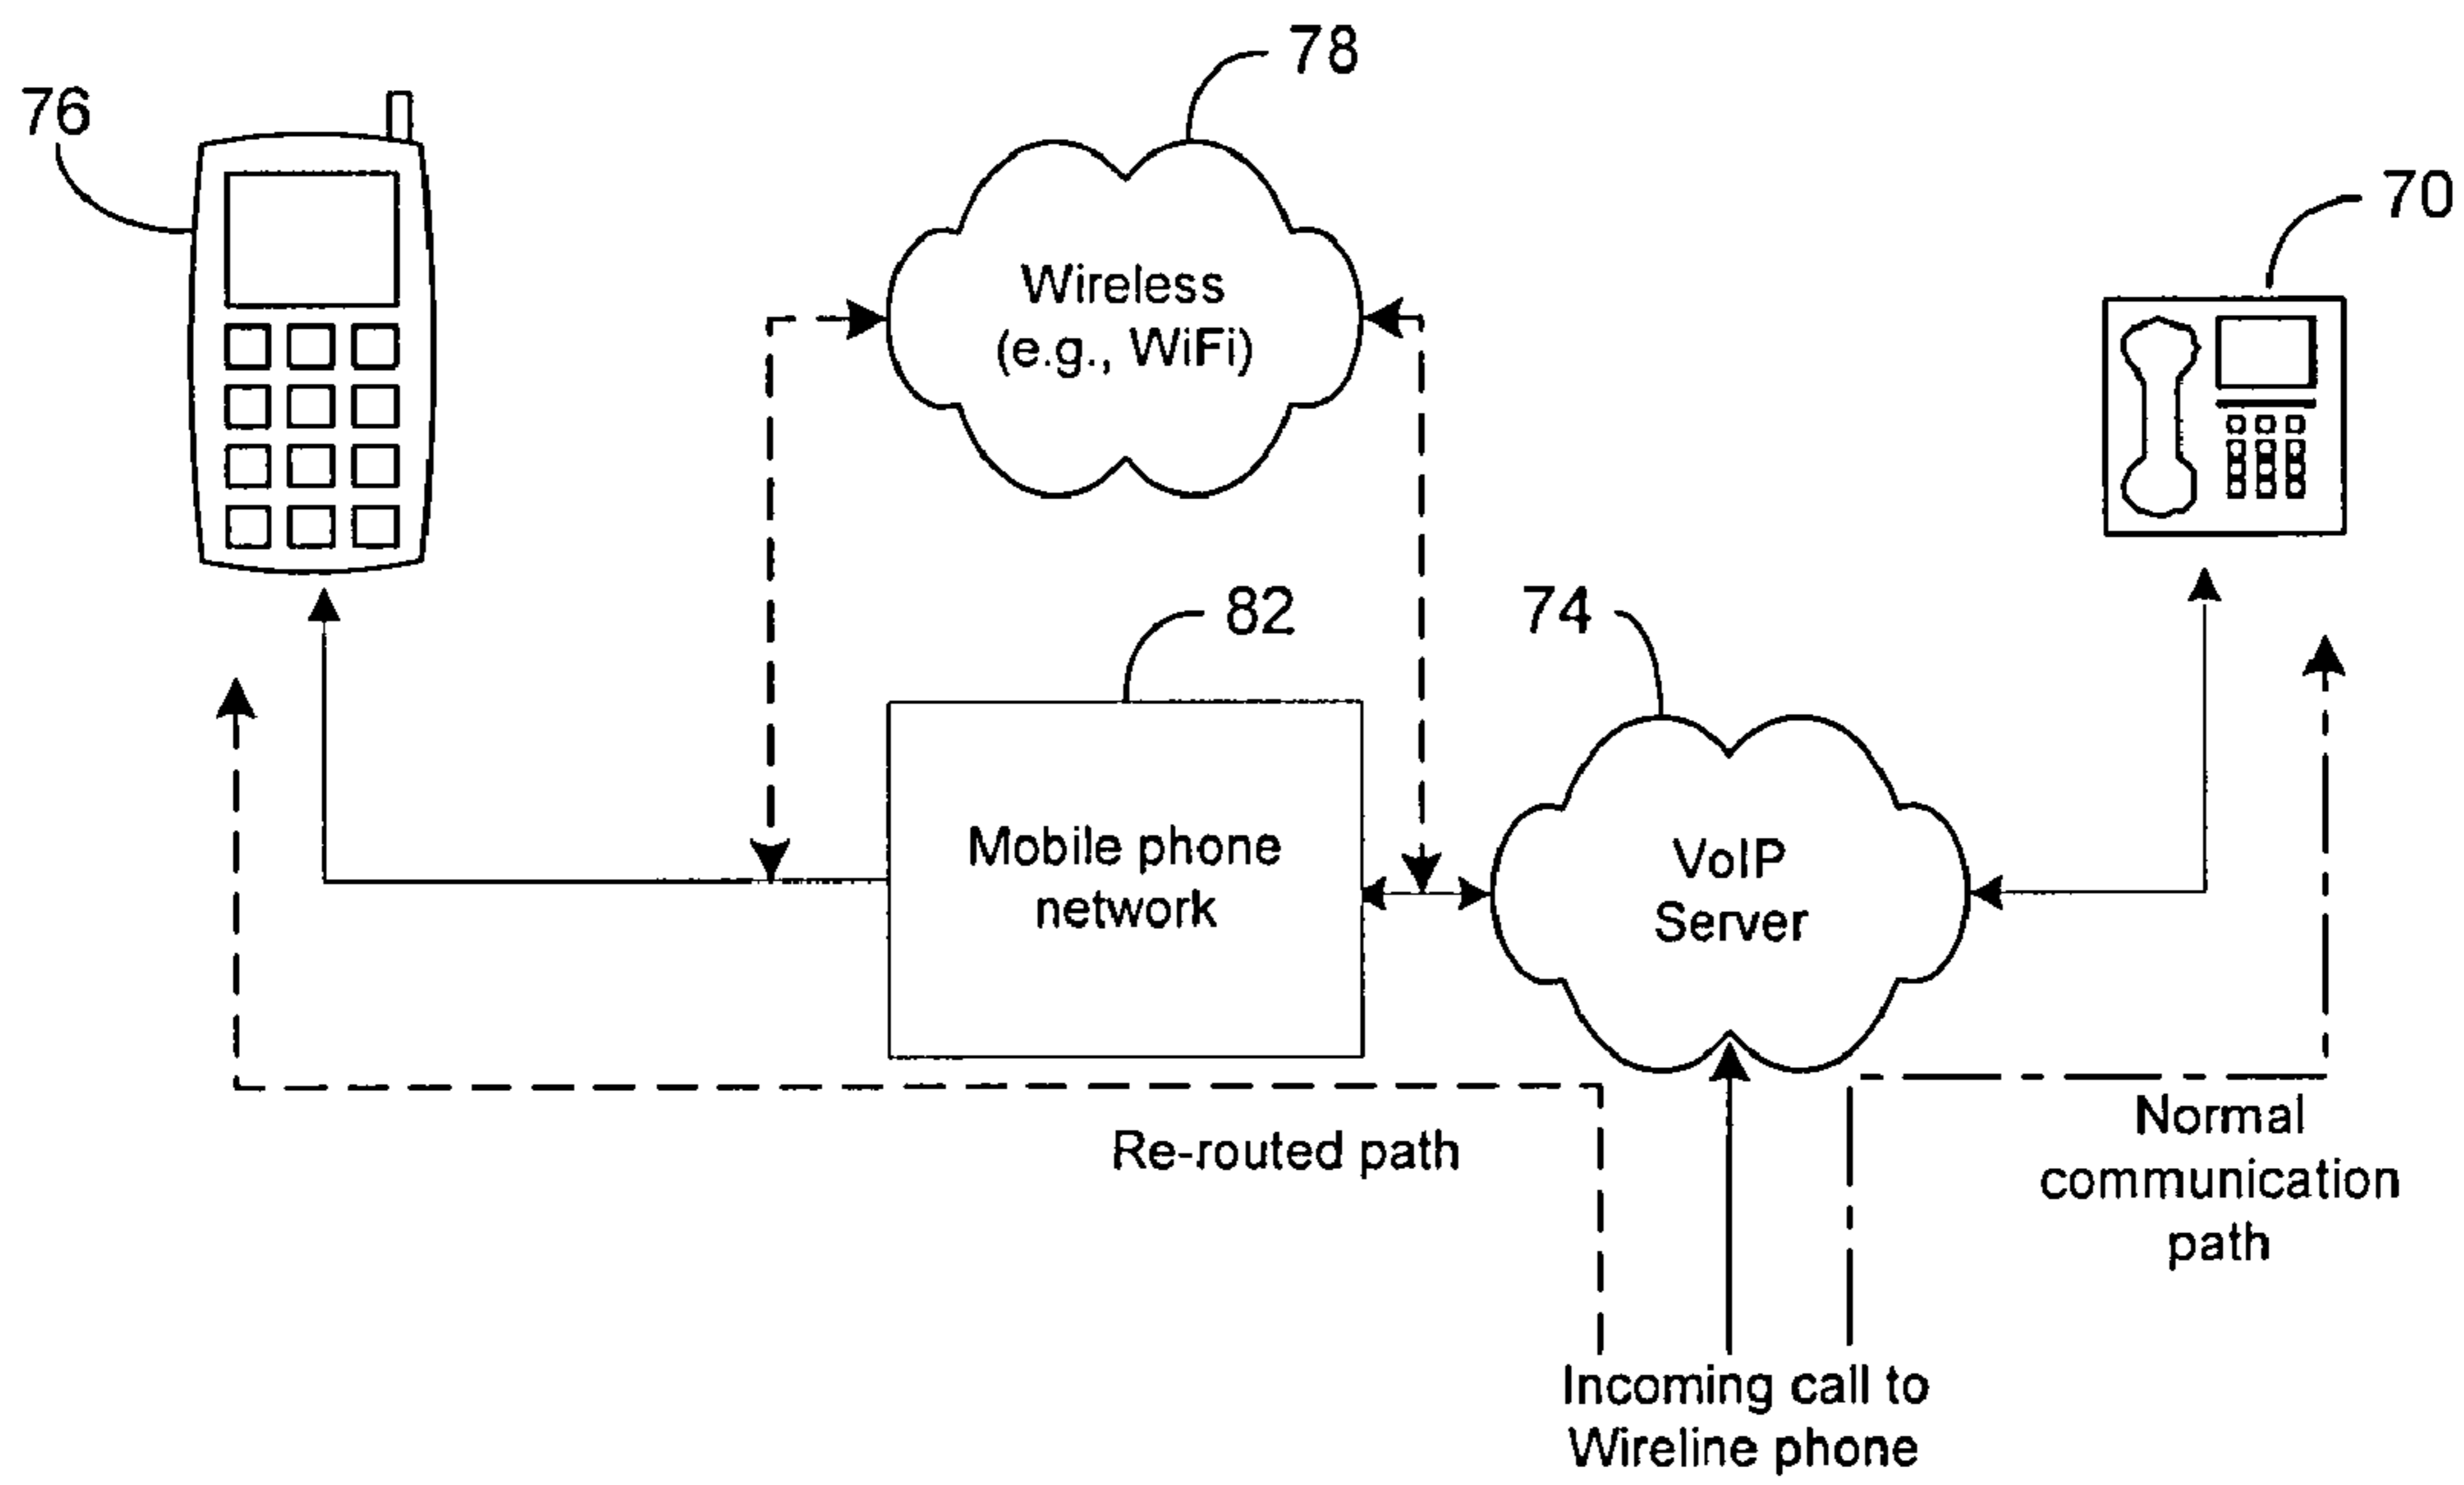 78
76
70
Wireless
(e.g., WiFi)
82
74
Mobile phone
network
VoIP
Server
Re-routed path
Normal
communication
path
Incoming call to
Wireline phone